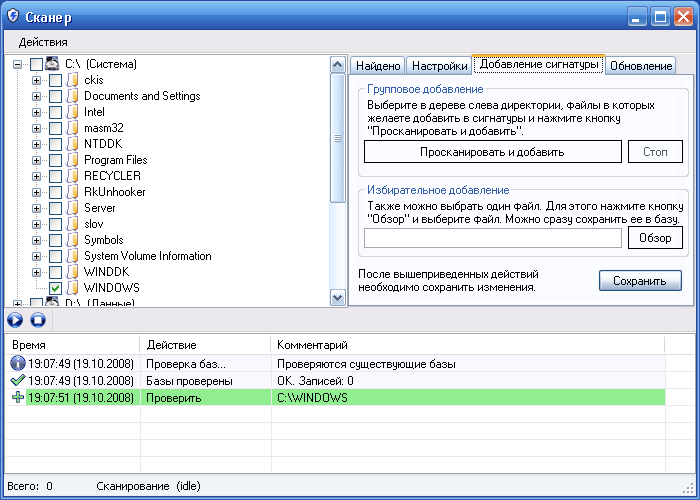 Сканер
Действия
C:\ (Система)
ckis
Documents and Settings
Intel
masm32
NTDDK
Program Files
RECYCLER
RkUnhooker
Server
slov
Symbols
System Volume Information
WINDDK
WINDOWS
D:\ (Данные)
Найдено Настройки Добавление сигнатуры Обновление
Групповое добавление
Выберите в дереве слева директории, файлы в которых
желаете добавить в сигнатуры и нажмите кнопку
"Просканировать и добавить".
Просканировать и добавить Стоп
Избирательное добавление
Также можно выбрать один файл. Для этого нажмите кнопку
"Обзор" и выберите файл. Можно сразу сохранить ее в базу.
Обзор
После вышеприведенных действий
необходимо сохранить изменения.
Сохранить
Время Действие Комментарий
19:07:49 (19.10.2008) Проверка баз... Проверяются существующие базы
19:07:49 (19.10.2008) Базы проверены OK. Записей: 0
19:07:51 (19.10.2008) Проверить C:\WINDOWS
Всего: 0 Сканирование (idle)